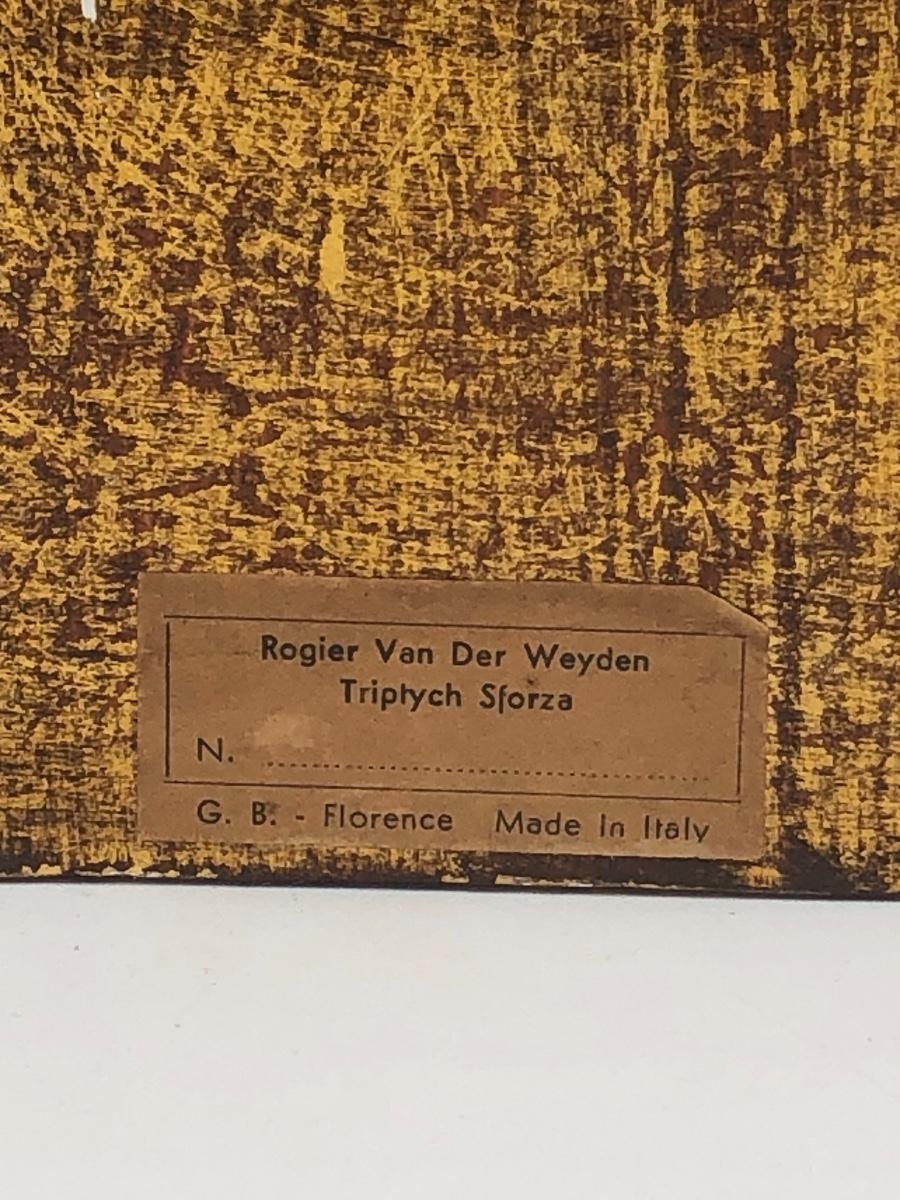 Rogier Van Der Weyden
Triptych Sforza
N.
G. B. - Florence Made In Italy